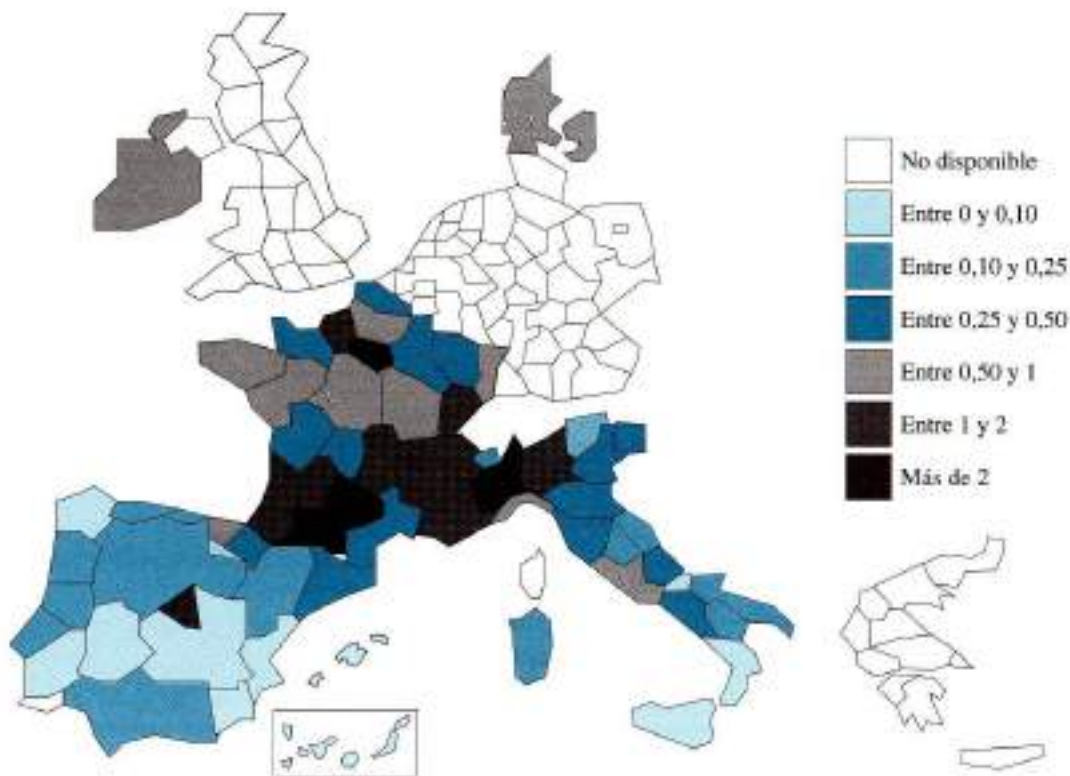 No disponible
Entre 0 y 0,10
Entre 0,10 y 0,25
Entre 0,25 y 0,50
Entre 0,50 y 1
Entre 1 y 2
Más de 2